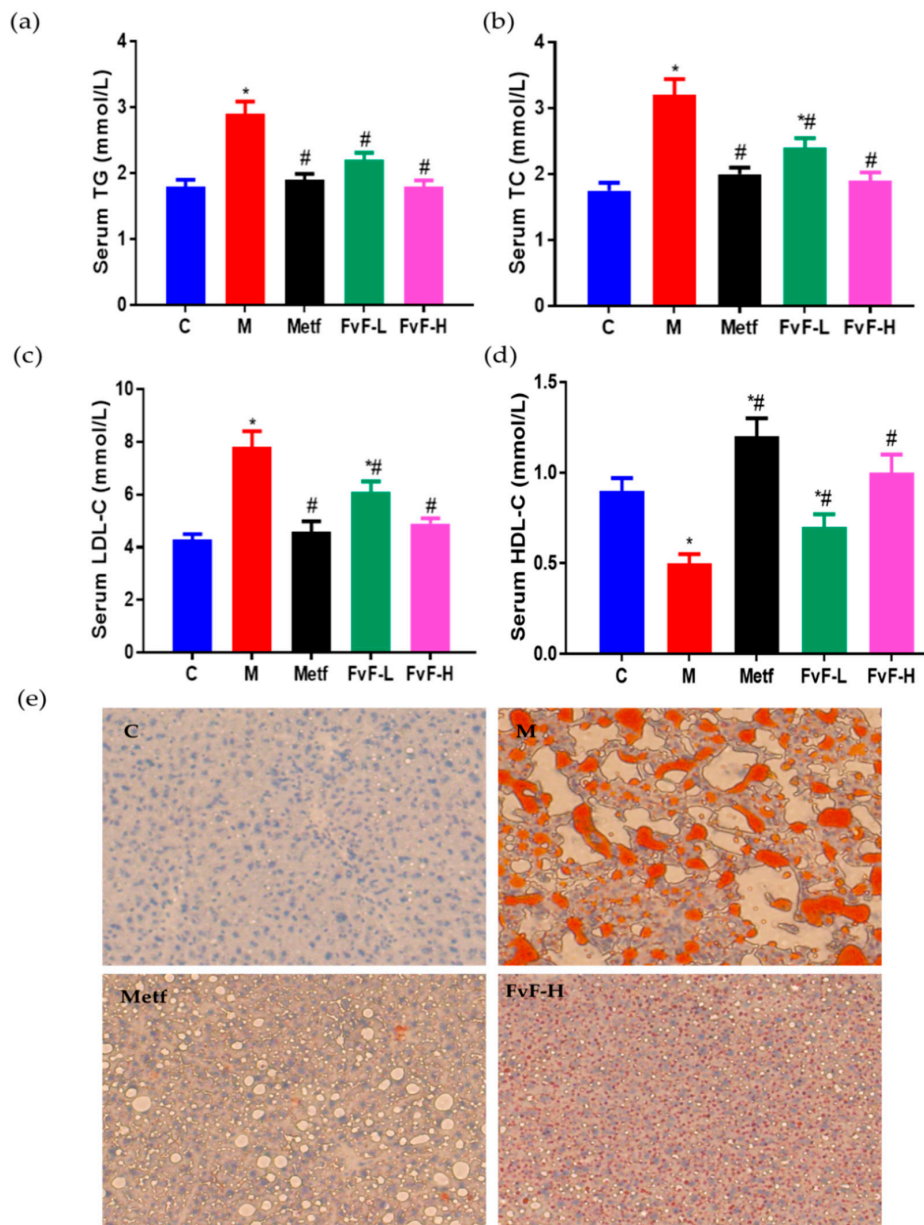 (a)
Serum TG (mmol/L)
4
3
2
1
0
*
#
#
#
C M Metf FvF-L FvF-H
(b)
Serum TC (mmol/L)
4
3
2
1
0
*
#
*#
#
C M Metf FvF-L FvF-H
(c)
Serum LDL-C (mmol/L)
10
8
6
4
2
0
*
#
*#
#
C M Metf FvF-L FvF-H
(d)
Serum HDL-C (mmol/L)
1.5
1.0
0.5
0.0
*
*#
*#
#
C M Metf FvF-L FvF-H
(e)
C
M
Metf
FvF-H